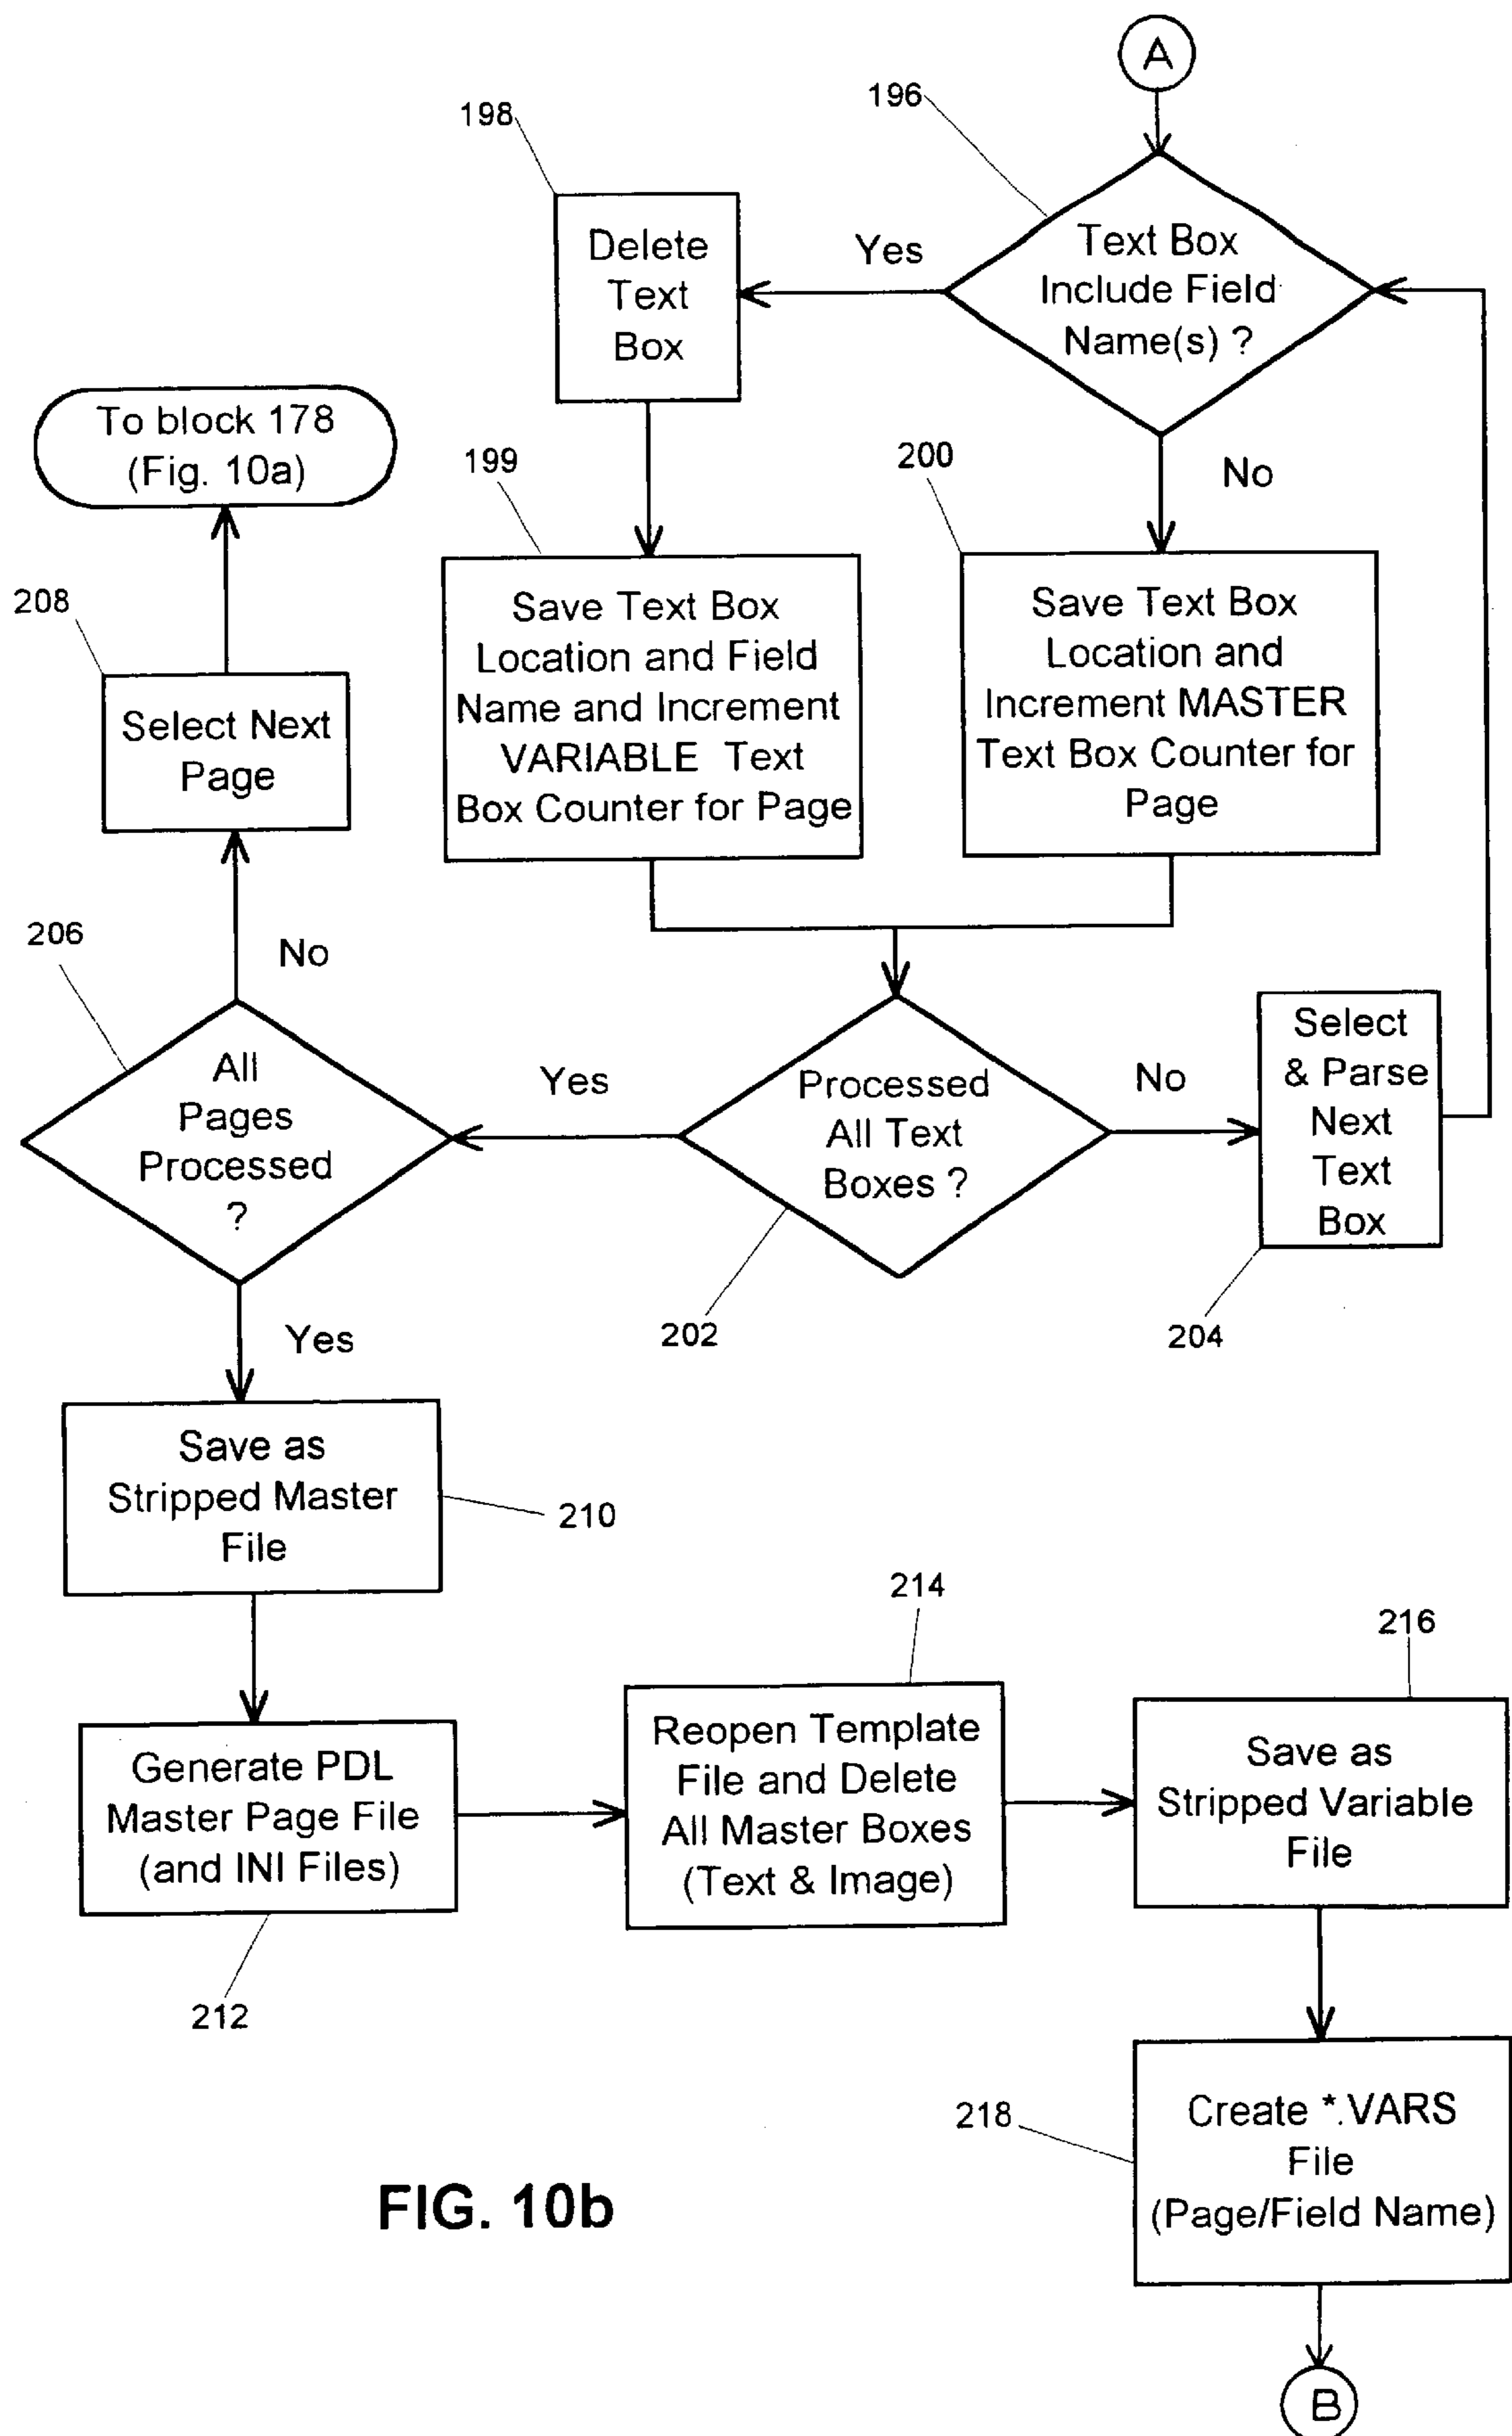 A
196
198
Text Box
Include Field
Name(s) ?
Yes
Delete
Text
Box
No
To block 178
(Fig. 10a)
199
200
Save Text Box
Location and Field
Name and Increment
VARIABLE Text
Box Counter for Page
Save Text Box
Location and
Increment MASTER
Text Box Counter for
Page
208
Select Next
Page
206
No
All
Pages
Processed
?
Yes
Processed
All Text
Boxes ?
No
Select
& Parse
Next
Text
Box
202
204
Yes
Save as
Stripped Master
File
210
Generate PDL
Master Page File
(and INI Files)
212
214
Reopen Template
File and Delete
All Master Boxes
(Text & Image)
216
Save as
Stripped Variable
File
218
Create *.VARS
File
(Page/Field Name)
FIG. 10b
B